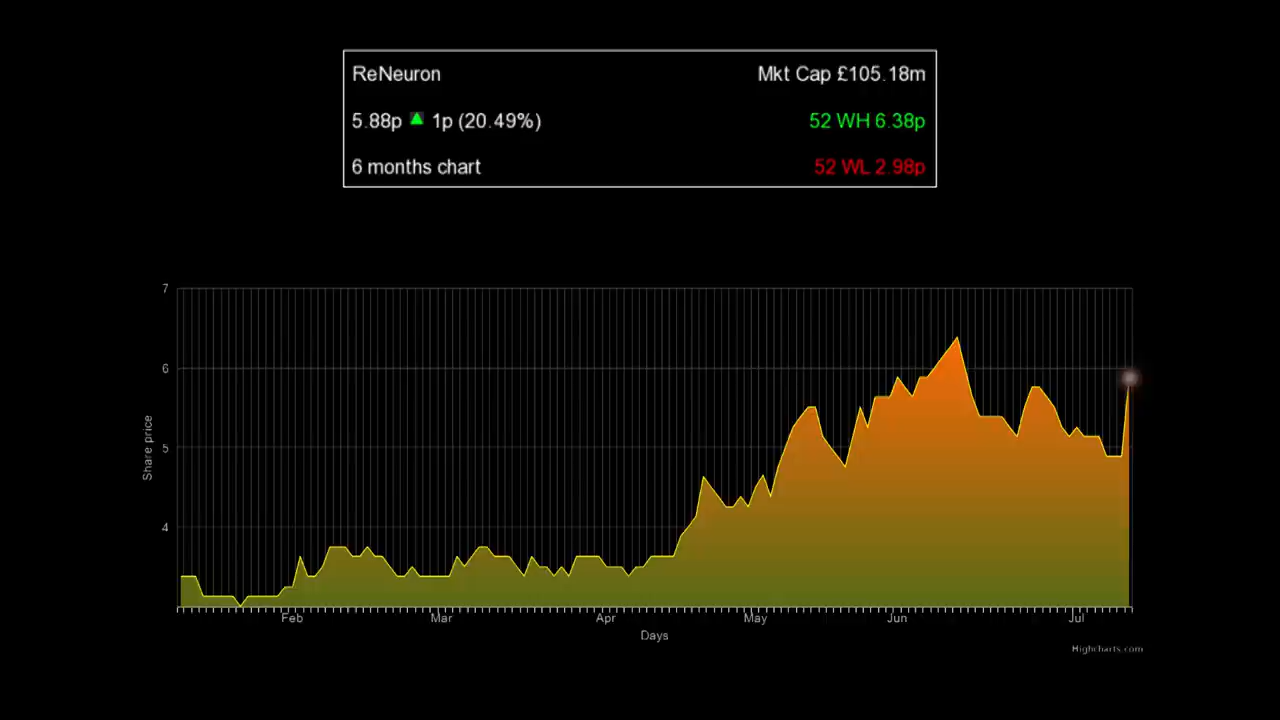 ReNeuron
Mkt Cap £105.18m
5.88p ▲ 1p (20.49%)
52 WH 6.38p
6 months chart
52 WL 2.98p
7
6
5
4
Share price
Feb
Mar
Apr
May
Jun
Jul
Days
Highcharts.com